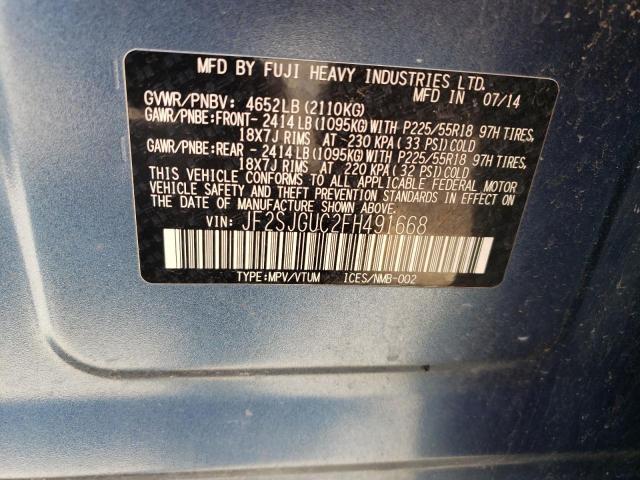 MFD BY FUJI HEAVY INDUSTRIES LTD.
MFD IN 07/14
GVWR/PNBV: 4652LB (2110KG)
GAWR/PNBE:FRONT- 2414LB(1095KG)WITH P225/55R18 97H TIRES,
18X7J RIMS AT 230 KPA (33 PSI)COLD
GAWR/PNBE:REAR - 2414LB(1095KG)WITH P225/55R18 97H TIRES,
18X7J RIMS AT 220 KPA (32 PSI)COLD
THIS VEHICLE CONFORMS TO ALL APPLICABLE FEDERAL MOTOR
VEHICLE SAFETY AND THEFT PREVENTION STANDARDS IN EFFECT ON
THE DATE OF MANUFACTURE SHOWN ABOVE.
VIN: JF2SJGUC2FH491668
TYPE:MPV/VTUM ICES/NMB-002